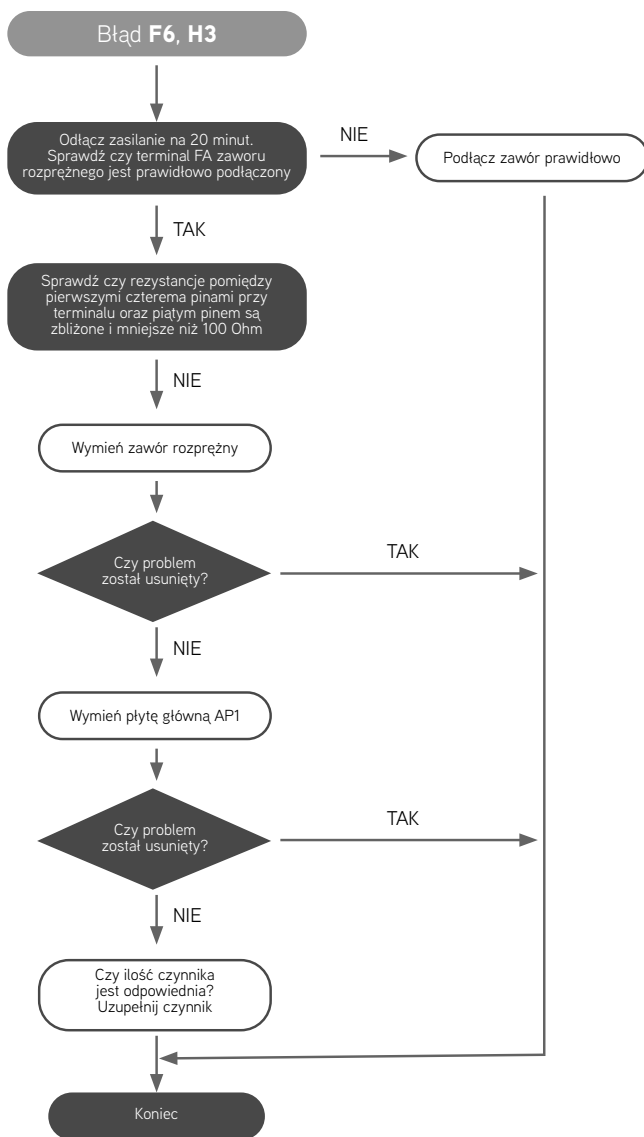 Błąd F6, H3
Odłącz zasilanie na 20 minut.
Sprawdź czy terminal FA zaworu
rozprężnego jest prawidłowo podłączony
NIE
Podłącz zawór prawidłowo
TAK
Sprawdź czy rezystancje pomiędzy
pierwszymi czterema pinami przy
terminalu oraz piątym pinem są
zbliżone i mniejsze niż 100 Ohm
NIE
Wymień zawór rozprężny
Czy problem
został usunięty?
TAK
NIE
Wymień płytę główną AP1
Czy problem
został usunięty?
TAK
NIE
Czy ilość czynnika
jest odpowiednia?
Uzupełnij czynnik
Koniec